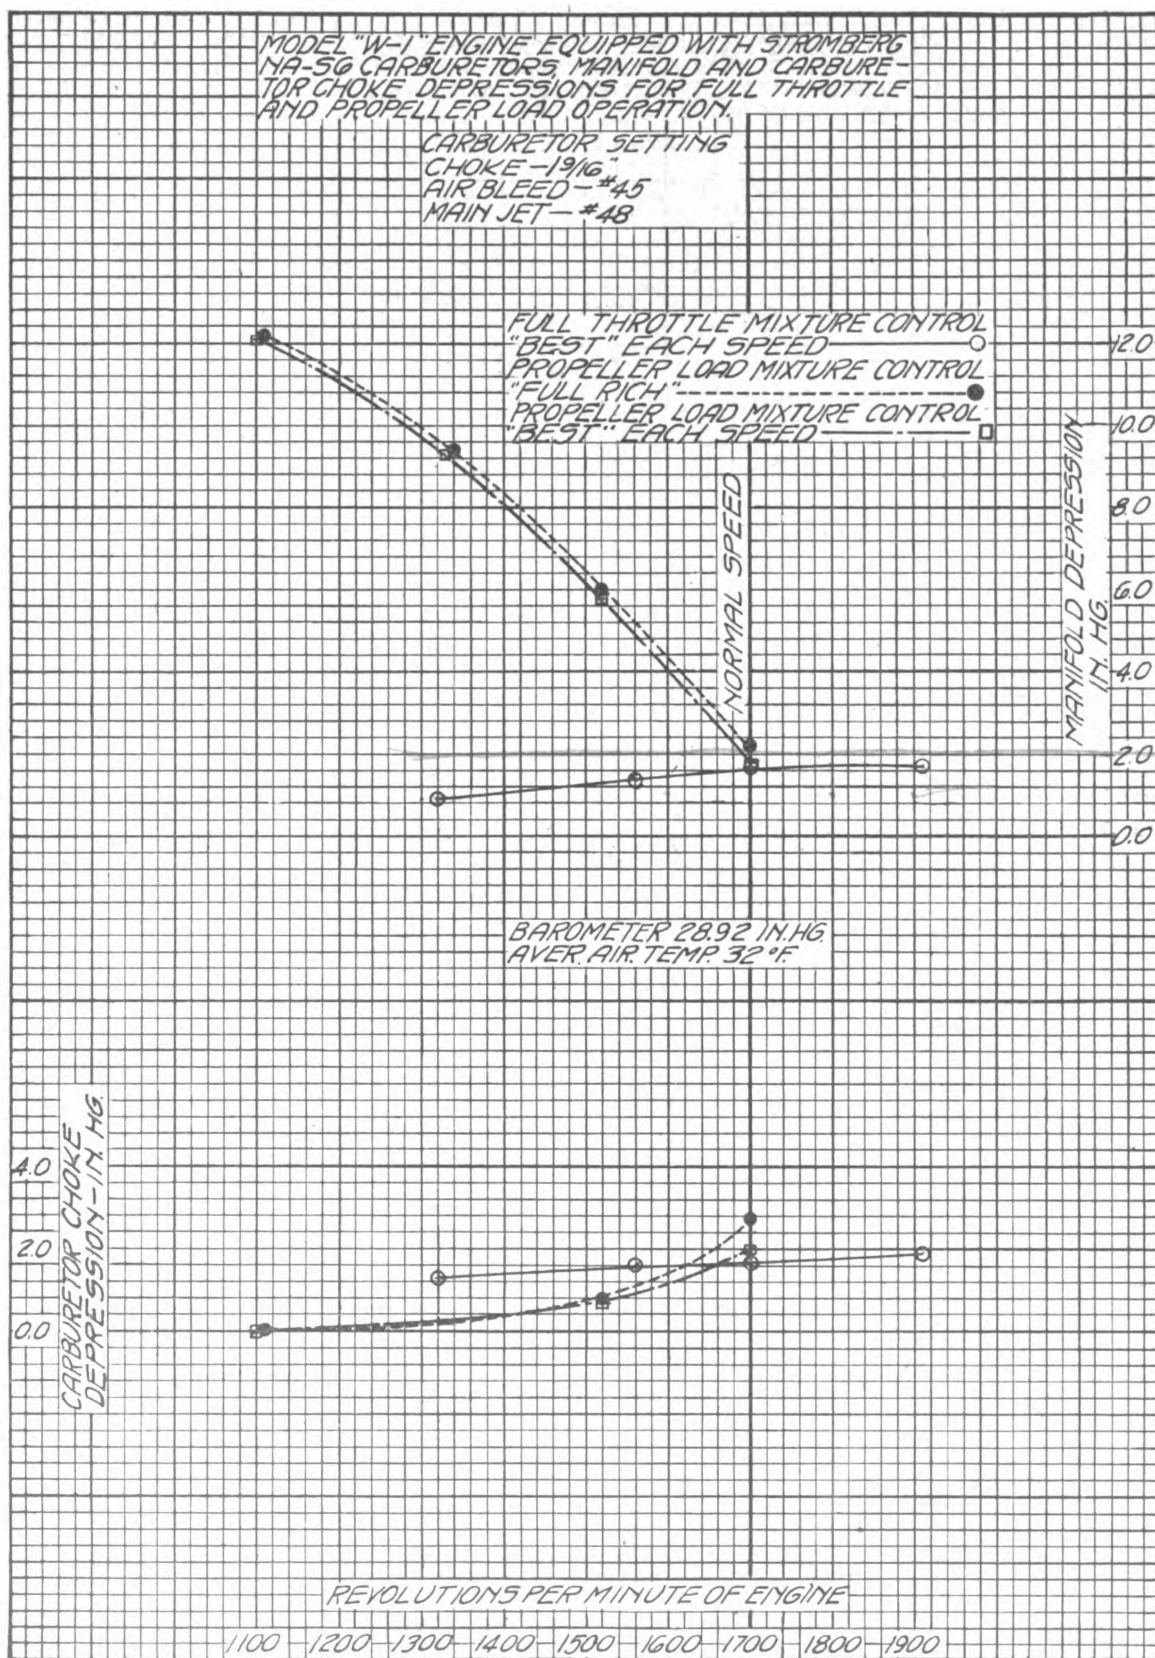 MODEL "W-1" ENGINE EQUIPPED WITH STROMBERG
NA-S6 CARBURETORS, MANIFOLD AND CARBURE-
TOR CHOKE DEPRESSIONS FOR FULL THROTTLE
AND PROPELLER LOAD OPERATION.
CARBURETOR SETTING
CHOKE - 1 9/16"
AIR BLEED - #45
MAIN JET - #48
FULL THROTTLE MIXTURE CONTROL
"BEST" EACH SPEED
PROPELLER LOAD MIXTURE CONTROL
"FULL RICH"
PROPELLER LOAD MIXTURE CONTROL
"BEST" EACH SPEED
NORMAL SPEED
MANIFOLD DEPRESSION
IN. HG.
12.0
10.0
8.0
6.0
4.0
2.0
0.0
BAROMETER 28.92 IN. HG.
AVER. AIR. TEMP. 32 °F.
CARBURETOR CHOKE
DEPRESSION - IN. HG.
4.0
2.0
0.0
REVOLUTIONS PER MINUTE OF ENGINE
1100 1200 1300 1400 1500 1600 1700 1800 1900